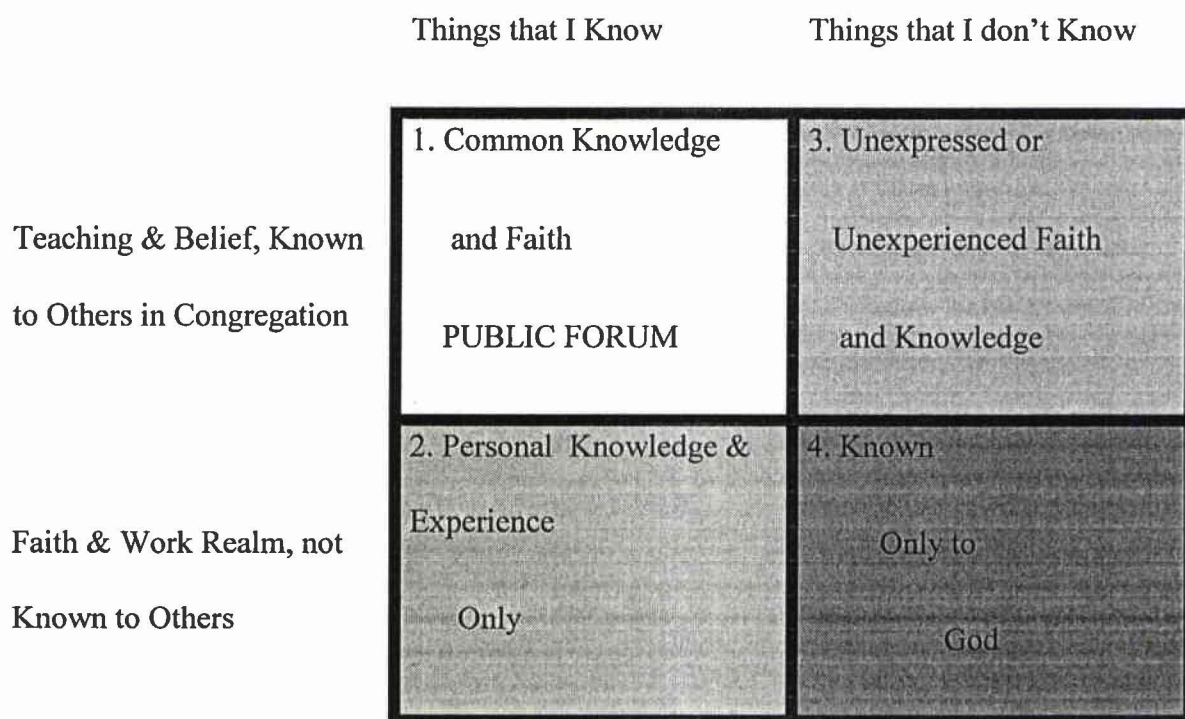 Things that I Know
Things that I don't Know
1. Common Knowledge
and Faith
PUBLIC FORUM
3. Unexpressed or
Unexperienced Faith
and Knowledge
Teaching & Belief, Known
to Others in Congregation
2. Personal Knowledge &
Experience
Only
4. Known
Only to
God
Faith & Work Realm, not
Known to Others